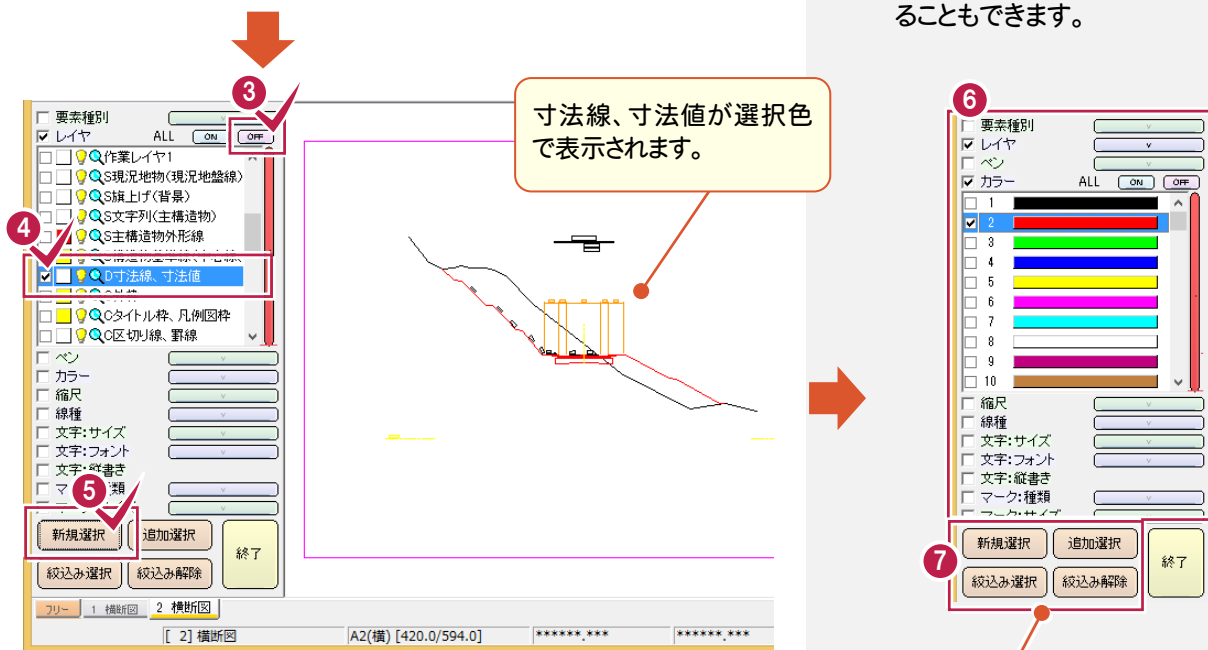 ることもできます。
3
要素種別
レイヤ ALL ON OFF
作業レイヤ1
S現況地物(現況地盤線)
S旗上げ(背景)
S文字列(主構造物)
4
S主構造物外形線
D寸法線、寸法値
Cタイトル枠、凡例図枠
C区切り線、罫線
ペン
カラー
縮尺
線種
文字:サイズ
文字:フォント
文字:縦書き
5
新規選択 追加選択
絞込み選択 絞込み解除
終了
フリー 1 横断図 2 横断図
[ 2] 横断図 A2(横) [420.0/594.0] ******.*** ******.***
寸法線、寸法値が選択色
で表示されます。
6
要素種別
レイヤ
ペン
カラー ALL ON OFF
1
2
3
4
5
6
7
8
9
10
縮尺
線種
文字:サイズ
文字:フォント
文字:縦書き
マーク:種類
マーク:サイズ
7
新規選択 追加選択
絞込み選択 絞込み解除
終了